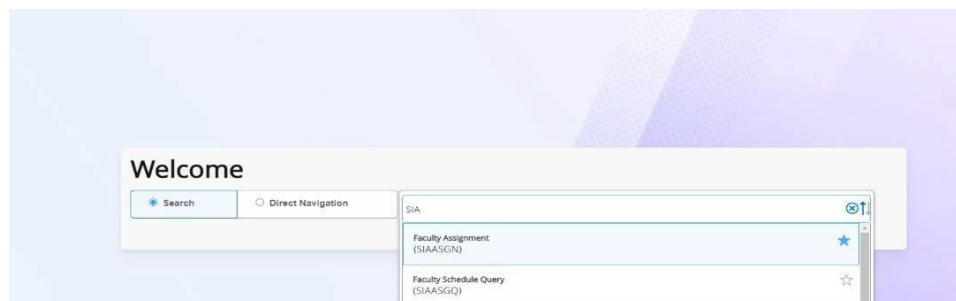 Welcome
Search
Direct Navigation
SIA
Faculty Assignment
(SIAASGN)
Faculty Schedule Query
(SIAASGQ)